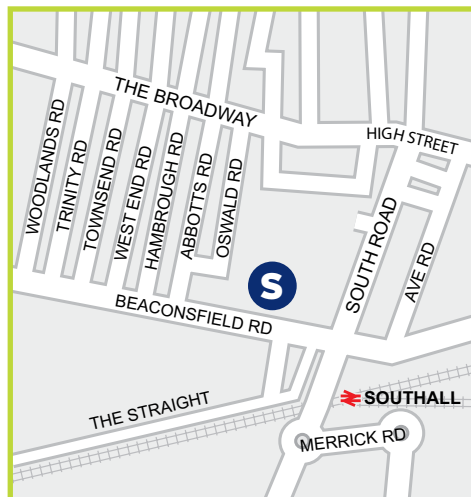 THE BROADWAY
HIGH STREET
WOODLANDS RD
TRINITY RD
TOWNSEND RD
WEST END RD
HAMBROUGH RD
ABBOTTS RD
OSWALD RD
SOUTH ROAD
AVE RD
S
BEACONSFIELD RD
THE STRAIGHT
SOUTHALL
MERRICK RD